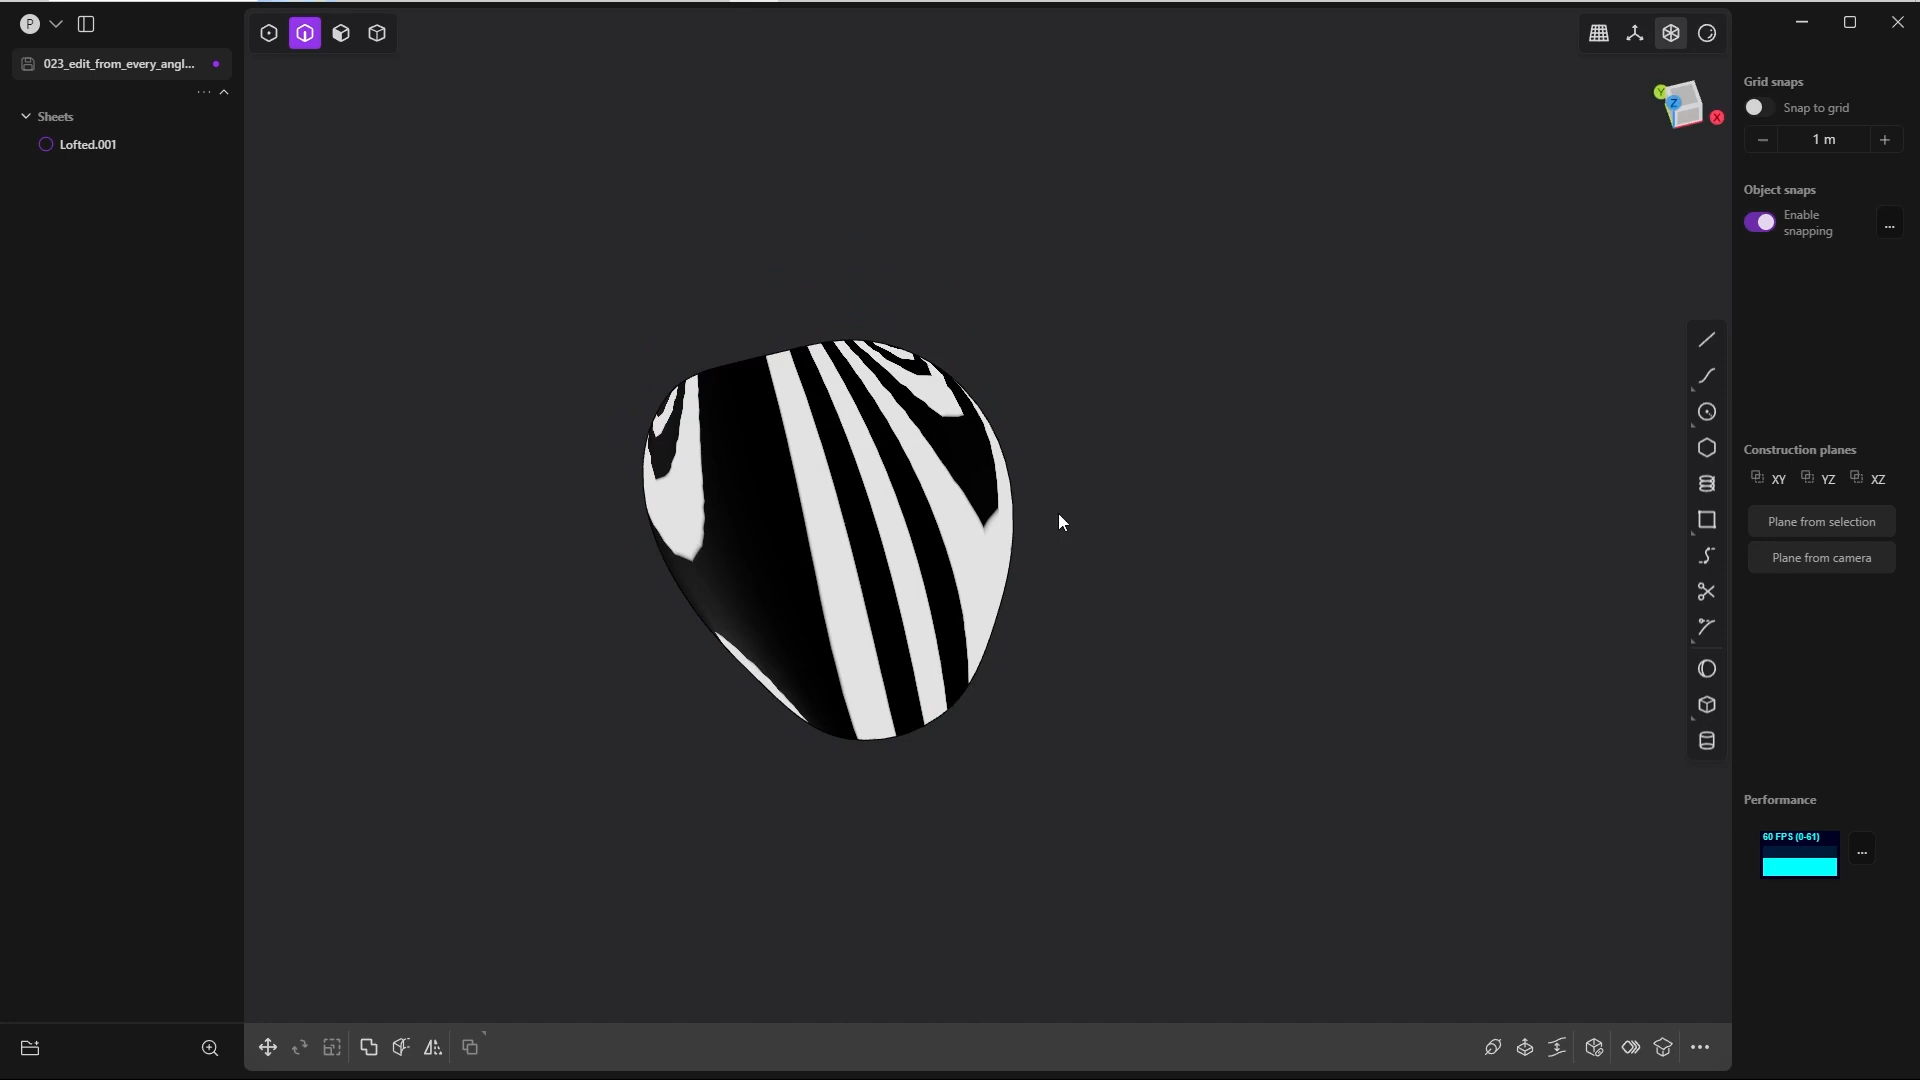 P
023_edit_from_every_angl...
...
Sheets
Lofted.001
Y
Z
X
Grid snaps
Snap to grid
1 m
Object snaps
Enable
snapping
...
Construction planes
XY
YZ
XZ
Plane from selection
Plane from camera
Performance
60 FPS (0-61)
...